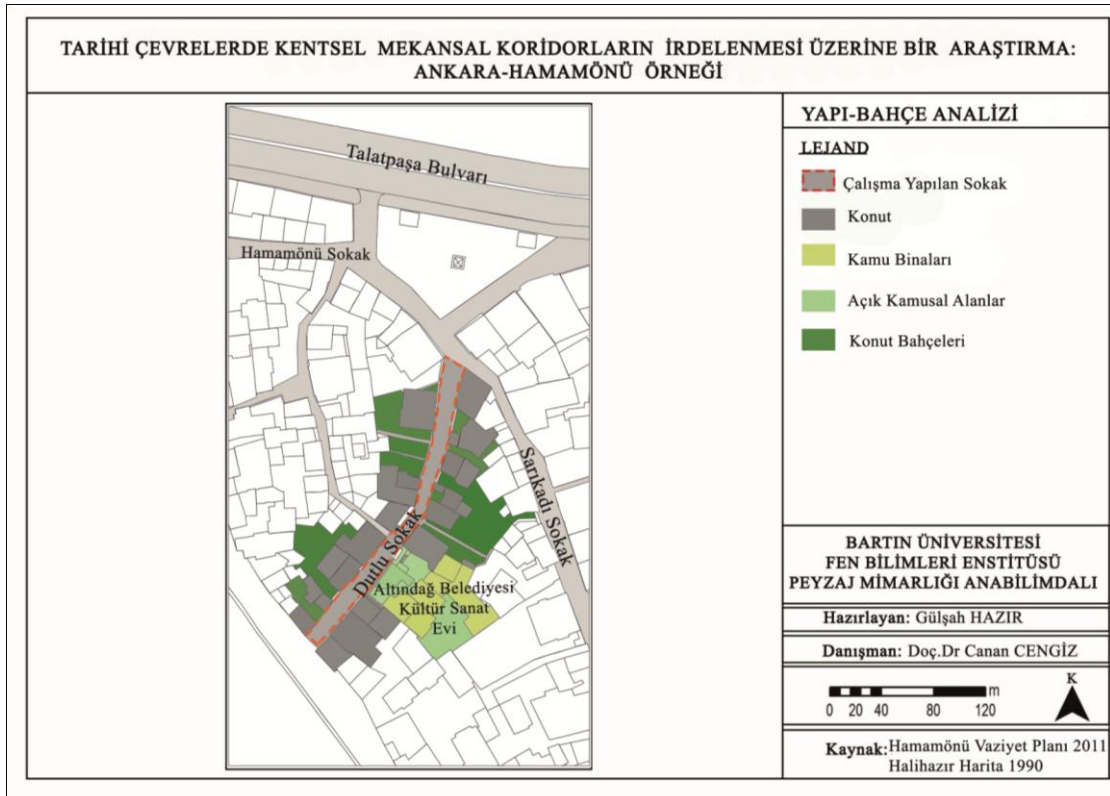 TARİHİ ÇEVRELERDE KENTSEL MEKANSAL KORİDORLARIN İRDELENMESİ ÜZERİNE BİR ARAŞTIRMA:
ANKARA-HAMAMÖNÜ ÖRNEĞİ
Talatpaşa Bulvarı
Hamamönü Sokak
Sarıkadı Sokak
Dutlu Sokak
Altındağ Belediyesi
Kültür Sanat
Evi
YAPI-BAHÇE ANALİZİ
LEJAND
Çalışma Yapılan Sokak
Konut
Kamu Binaları
Açık Kamusal Alanlar
Konut Bahçeleri
BARTIN ÜNİVERSİTESİ
FEN BİLİMLERİ ENSTİTÜSÜ
PEYZAJ MİMARLIĞI ANABİLİMDALI
Hazırlayan: Gülşah HAZIR
Danışman: Doç.Dr Canan CENGİZ
m
0 20 40 80 120
K
Kaynak: Hamamönü Vaziyet Planı 2011
Halihazır Harita 1990